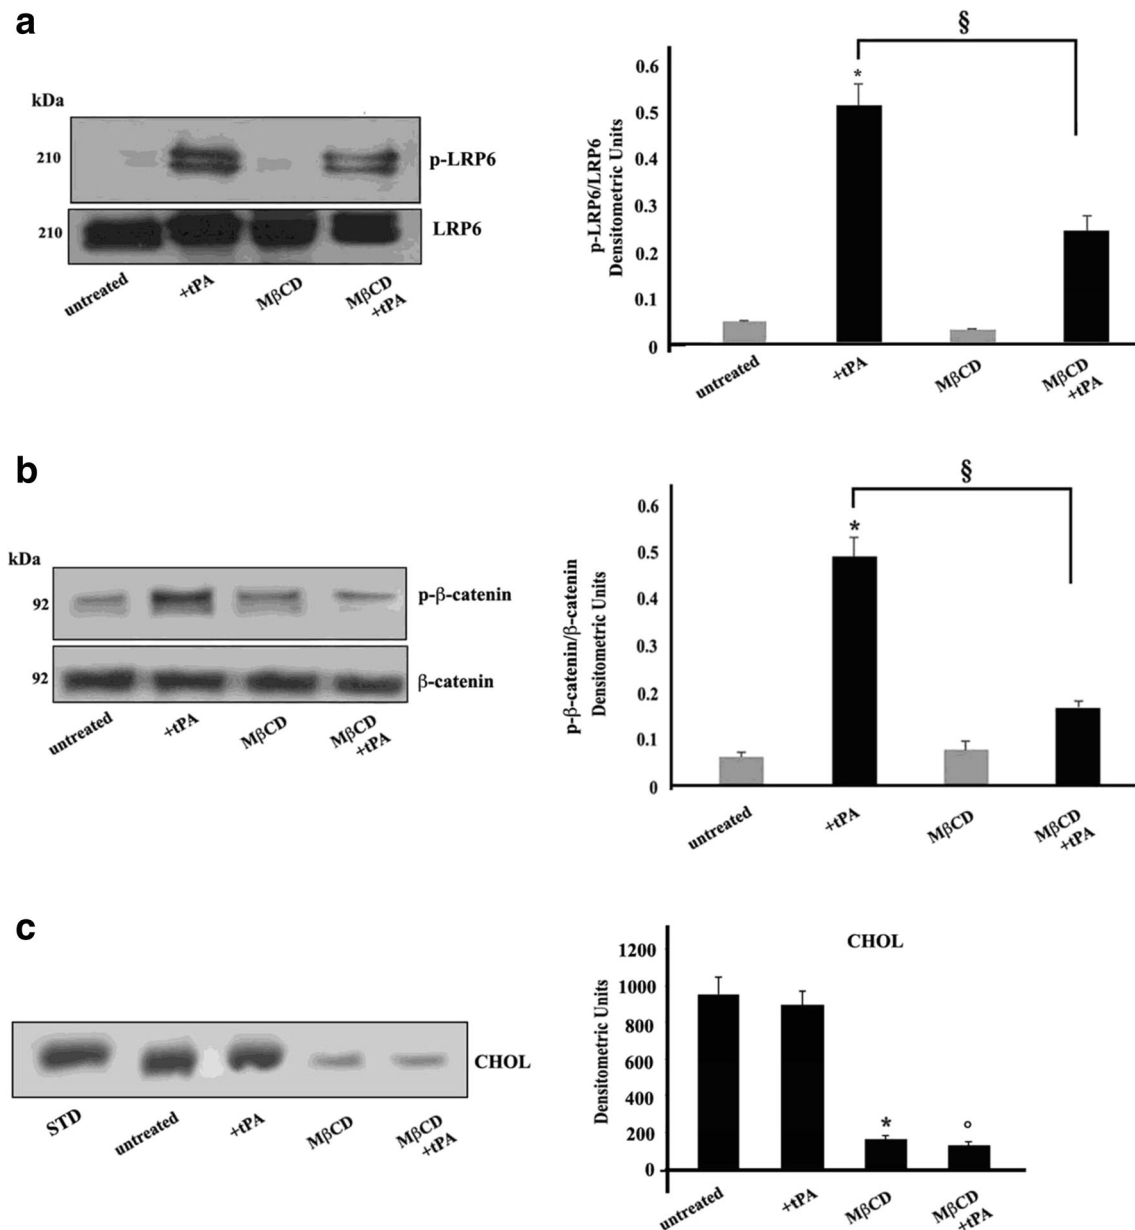 a
kDa
210
p-LRP6
210
LRP6
untreated
+tPA
MβCD
MβCD
+tPA
§
*
p-LRP6/LRP6
Densitometric Units
0.6
0.5
0.4
0.3
0.2
0.1
0
untreated
+tPA
MβCD
MβCD
+tPA
b
kDa
92
p-β-catenin
92
β-catenin
untreated
+tPA
MβCD
MβCD
+tPA
§
*
p-β-catenin/β-catenin
Densitometric Units
0.6
0.5
0.4
0.3
0.2
0.1
0
untreated
+tPA
MβCD
MβCD
+tPA
c
CHOL
STD
untreated
+tPA
MβCD
MβCD
+tPA
CHOL
Densitometric Units
1200
1000
800
600
400
200
0
*
°
untreated
+tPA
MβCD
MβCD
+tPA